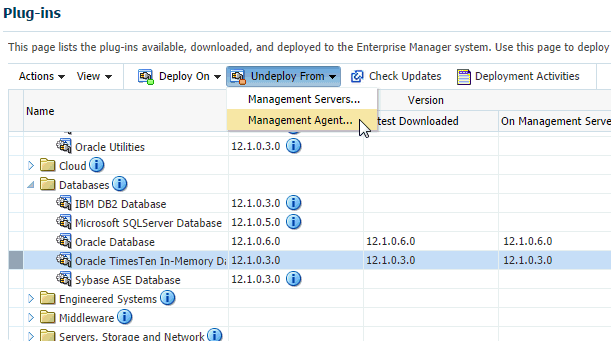 Plug-ins
This page lists the plug-ins available, downloaded, and deployed to the Enterprise Manager system. Use this page to deploy
Actions View Deploy On Undeploy From Check Updates Deployment Activities
Management Servers...
Management Agent...
Name Version
test Downloaded On Management Serve
Oracle Utilities 12.1.0.3.0
Cloud
Databases
IBM DB2 Database 12.1.0.3.0
Microsoft SQLServer Database 12.1.0.5.0
Oracle Database 12.1.0.6.0 12.1.0.6.0 12.1.0.6.0
Oracle TimesTen In-Memory Da 12.1.0.3.0 12.1.0.3.0 12.1.0.3.0
Sybase ASE Database 12.1.0.3.0
Engineered Systems
Middleware
Servers, Storage and Network